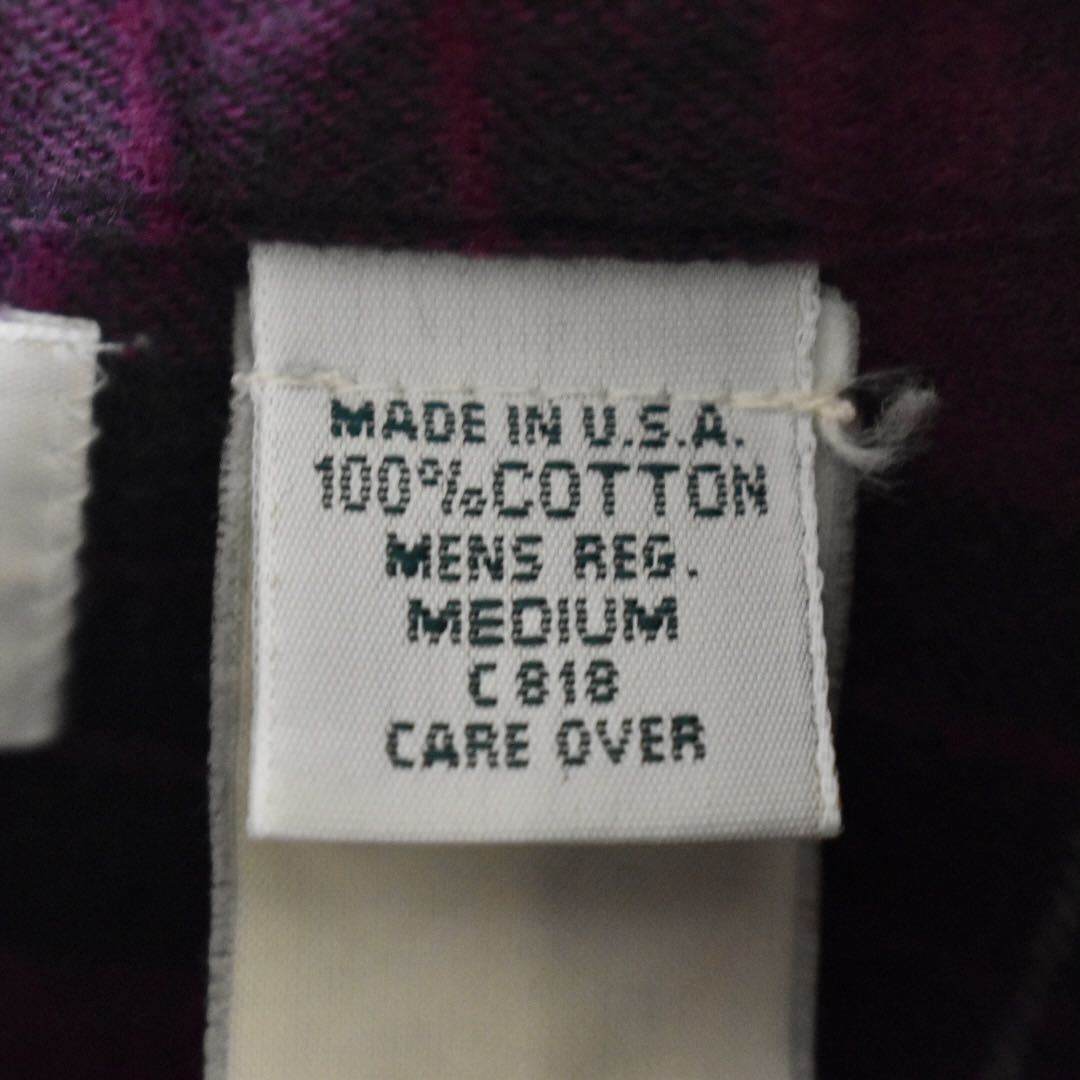 MADE IN U.S.A.
100% COTTON
MENS REG.
MEDIUM
C 818
CARE OVER